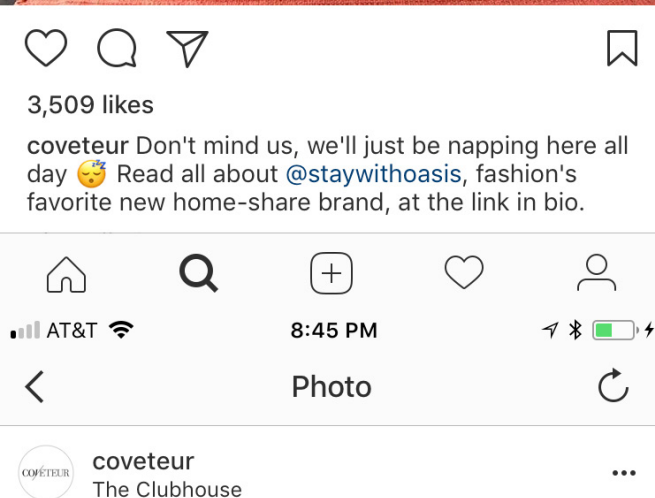 3,509 likes
coveteur Don't mind us, we'll just be napping here all
day 😴 Read all about @staywithoasis, fashion's
favorite new home-share brand, at the link in bio.
AT&T 8:45 PM
Photo
COVETEUR coveteur
The Clubhouse